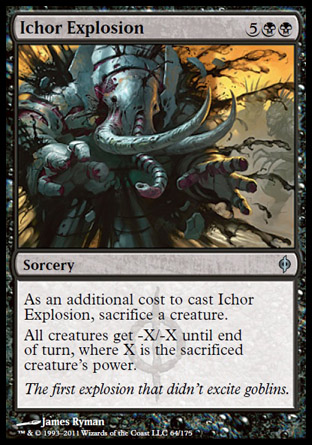 Ichor Explosion 5
Sorcery
As an additional cost to cast Ichor
Explosion, sacrifice a creature.
All creatures get -X/-X until end
of turn, where X is the sacrificed
creature's power.
The first explosion that didn't excite goblins.
James Ryman
™ & © 1993–2011 Wizards of the Coast LLC 64/175